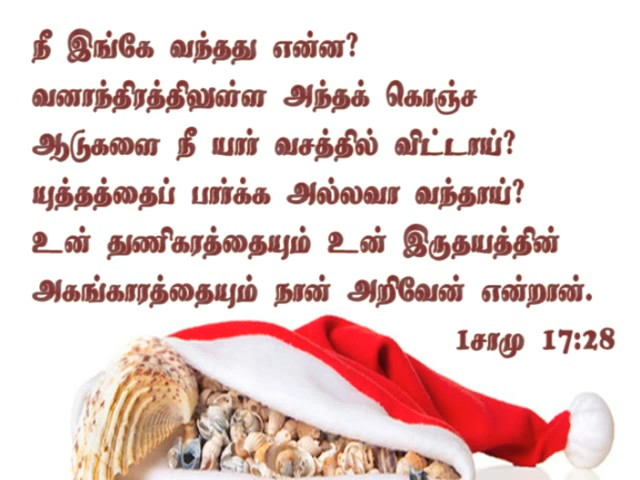 நீ இங்கே வந்தது என்ன?
வனாந்திரத்திலுள்ள அந்தக் கொஞ்ச
ஆடுகளை நீ யார் வசத்தில் விட்டாய்?
யுத்தத்தைப் பார்க்க அல்லவா வந்தாய்?
உன் துணிகரத்தையும் உன் இருதயத்தின்
அகங்காரத்தையும் நான் அறிவேன் என்றான்.
1சாமு 17:28